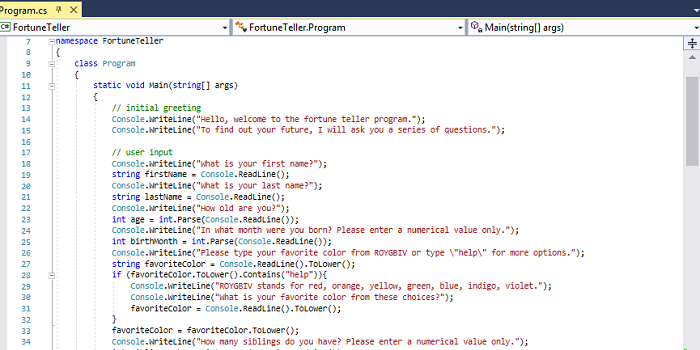 Program.cs
C# FortuneTeller FortuneTeller.Program Main(string[] args)
7 namespace FortuneTeller
8 {
9 class Program
10 {
11 static void Main(string[] args)
12 {
13 // initial greeting
14 Console.WriteLine("Hello, welcome to the fortune teller program.");
15 Console.WriteLine("To find out your future, I will ask you a series of questions.");
16
17 // user input
18 Console.WriteLine("What is your first name?");
19 string firstName = Console.ReadLine();
20 Console.WriteLine("What is your last name?");
21 string lastName = Console.ReadLine();
22 Console.WriteLine("How old are you?");
23 int age = int.Parse(Console.ReadLine());
24 Console.WriteLine("In what month were you born? Please enter a numerical value only.");
25 int birthMonth = int.Parse(Console.ReadLine());
26 Console.WriteLine("Please type your favorite color from ROYGBIV or type \"help\" for more options.");
27 string favoriteColor = Console.ReadLine().ToLower();
28 if (favoriteColor.ToLower().Contains("help")){
29 Console.WriteLine("ROYGBIV stands for red, orange, yellow, green, blue, indigo, violet.");
30 Console.WriteLine("What is your favorite color from these choices?");
31 favoriteColor = Console.ReadLine().ToLower();
32 }
33 favoriteColor = favoriteColor.ToLower();
34 Console.WriteLine("How many siblings do you have? Please enter a numerical value only.");